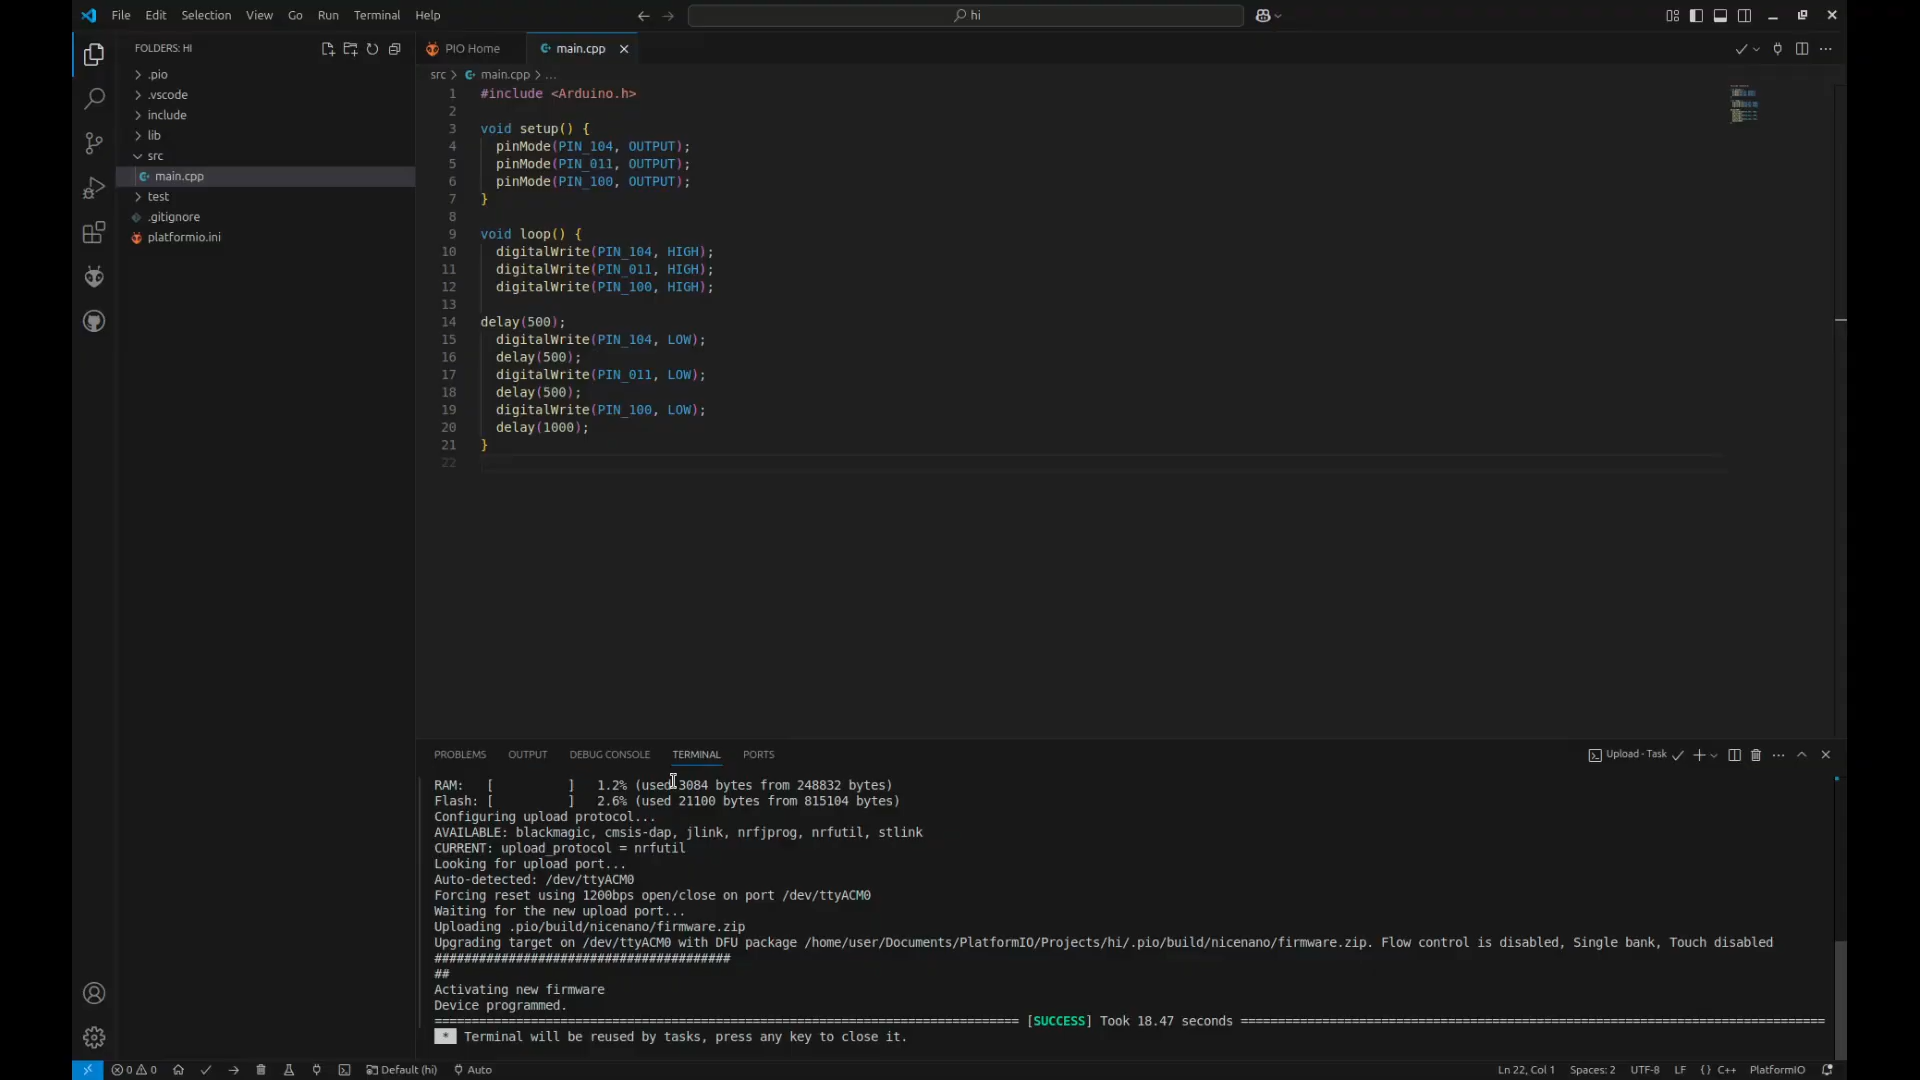 File Edit Selection View Go Run Terminal Help
hi
FOLDERS: HI
.pio
.vscode
include
lib
src
main.cpp
test
.gitignore
platformio.ini
PIO Home
main.cpp
src > main.cpp > ...
1 #include <Arduino.h>
2
3 void setup() {
4 pinMode(PIN_104, OUTPUT);
5 pinMode(PIN_011, OUTPUT);
6 pinMode(PIN_100, OUTPUT);
7 }
8
9 void loop() {
10 digitalWrite(PIN_104, HIGH);
11 digitalWrite(PIN_011, HIGH);
12 digitalWrite(PIN_100, HIGH);
13
14 delay(500);
15 digitalWrite(PIN_104, LOW);
16 delay(500);
17 digitalWrite(PIN_011, LOW);
18 delay(500);
19 digitalWrite(PIN_100, LOW);
20 delay(1000);
21 }
22
PROBLEMS OUTPUT DEBUG CONSOLE TERMINAL PORTS
Upload - Task
RAM: [ ] 1.2% (used 3084 bytes from 248832 bytes)
Flash: [ ] 2.6% (used 21100 bytes from 815104 bytes)
Configuring upload protocol...
AVAILABLE: blackmagic, cmsis-dap, jlink, nrfjprog, nrfutil, stlink
CURRENT: upload_protocol = nrfutil
Looking for upload port...
Auto-detected: /dev/ttyACM0
Forcing reset using 1200bps open/close on port /dev/ttyACM0
Waiting for the new upload port...
Uploading .pio/build/nicenano/firmware.zip
Upgrading target on /dev/ttyACM0 with DFU package /home/user/Documents/PlatformIO/Projects/hi/.pio/build/nicenano/firmware.zip. Flow control is disabled, Single bank, Touch disabled
########################################
##
Activating new firmware
Device programmed.
=============================================================================== [SUCCESS] Took 18.47 seconds ===============================================================================
* Terminal will be reused by tasks, press any key to close it.
0 0 Default (hi) Auto Ln 22, Col 1 Spaces: 2 UTF-8 LF {} C++ PlatformIO